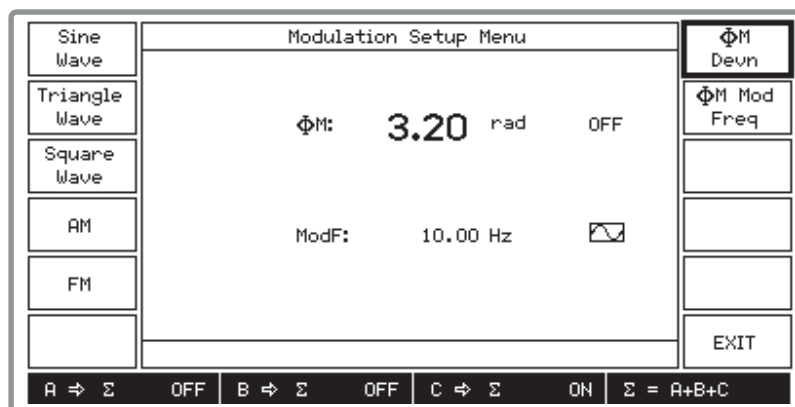 Sine
Wave
Modulation Setup Menu
ΦM
Devn
Triangle
Wave
ΦM: 3.20 rad OFF
ΦM Mod
Freq
Square
Wave
AM
ModF: 10.00 Hz
FM
EXIT
A ⇨ Σ OFF B ⇨ Σ OFF C ⇨ Σ ON Σ = A+B+C